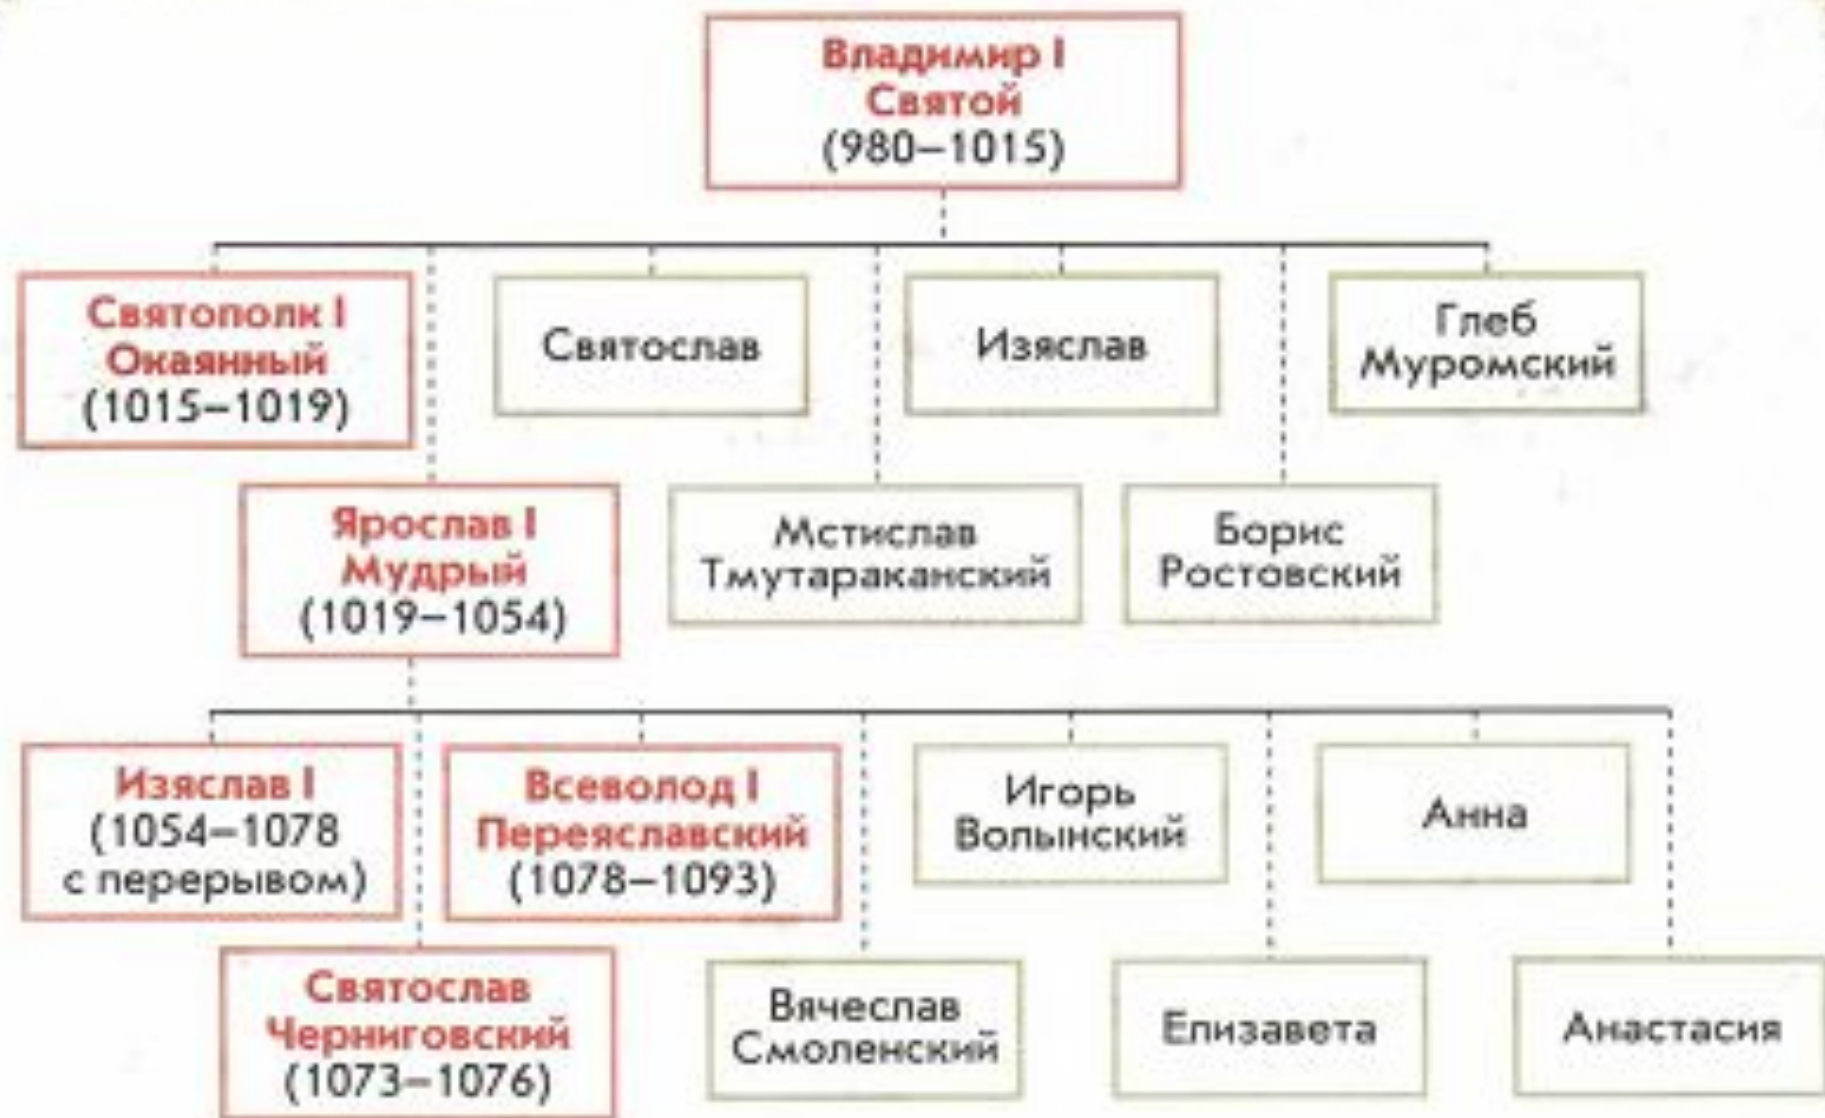 Владимир I
Святой
(980–1015)
Святополк I
Окаянный
(1015–1019)
Святослав
Изяслав
Глеб
Муромский
Ярослав I
Мудрый
(1019–1054)
Мстислав
Тмутараканский
Борис
Ростовский
Изяслав I
(1054–1078
с перерывом)
Всеволод I
Переяславский
(1078–1093)
Игорь
Волынский
Анна
Святослав
Черниговский
(1073–1076)
Вячеслав
Смоленский
Елизавета
Анастасия